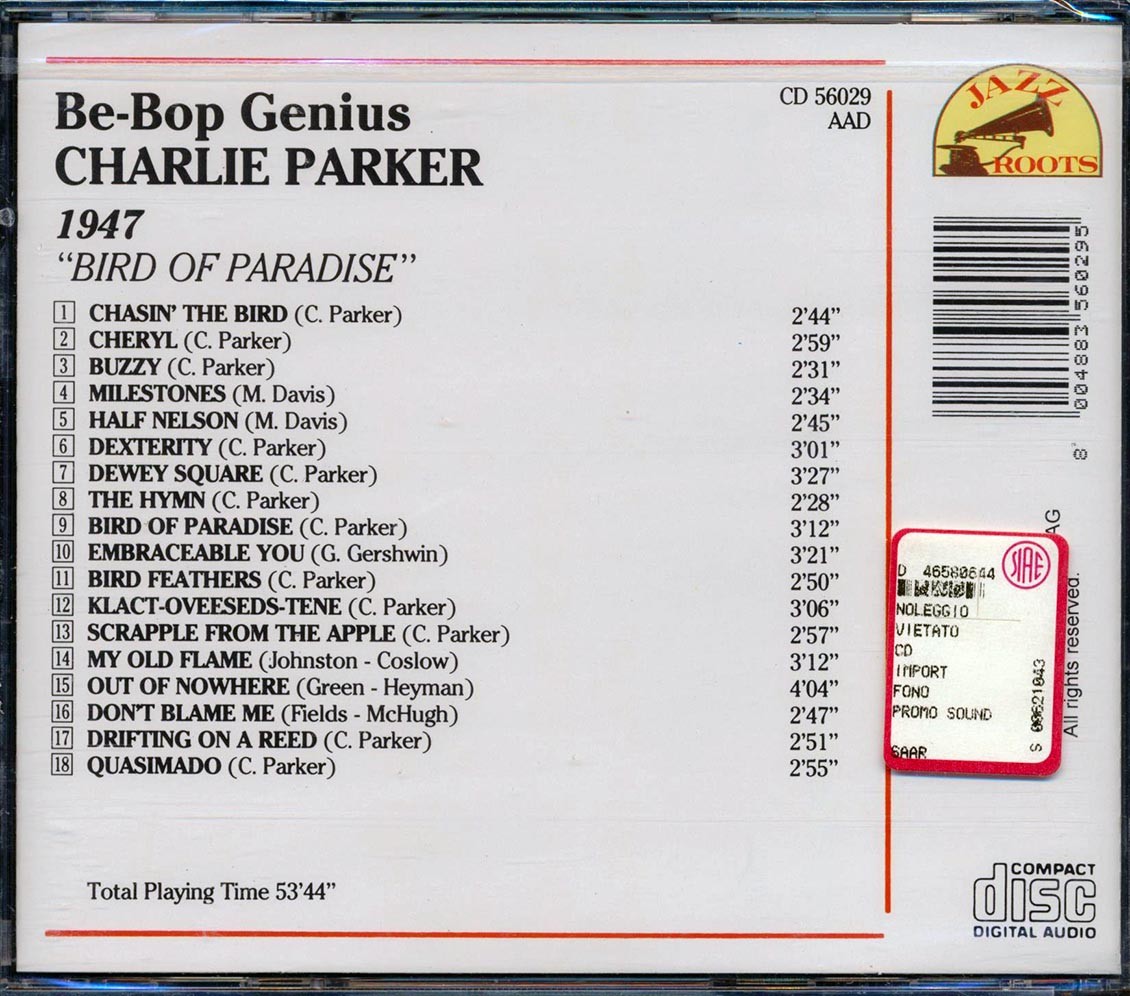 Be-Bop Genius
CHARLIE PARKER
1947
“BIRD OF PARADISE”
1 CHASIN’ THE BIRD (C. Parker) 2’44”
2 CHERYL (C. Parker) 2’59”
3 BUZZY (C. Parker) 2’31”
4 MILESTONES (M. Davis) 2’34”
5 HALF NELSON (M. Davis) 2’45”
6 DEXTERITY (C. Parker) 3’01”
7 DEWEY SQUARE (C. Parker) 3’27”
8 THE HYMN (C. Parker) 2’28”
9 BIRD OF PARADISE (C. Parker) 3’12”
10 EMBRACEABLE YOU (G. Gershwin) 3’21”
11 BIRD FEATHERS (C. Parker) 2’50”
12 KLACT-OVEESEDS-TENE (C. Parker) 3’06”
13 SCRAPPLE FROM THE APPLE (C. Parker) 2’57”
14 MY OLD FLAME (Johnston - Coslow) 3’12”
15 OUT OF NOWHERE (Green - Heyman) 4’04”
16 DON’T BLAME ME (Fields - McHugh) 2’47”
17 DRIFTING ON A REED (C. Parker) 2’51”
18 QUASIMADO (C. Parker) 2’55”
Total Playing Time 53’44”
CD 56029
AAD
JAZZ
ROOTS
004883 560295
8
AG
All rights reserved.
SIAE
D 46580644
NOLEGGIO
VIETATO
CD
IMPORT
FONO
PROMO SOUND
SAAR
S 00621043
COMPACT
disc
DIGITAL AUDIO